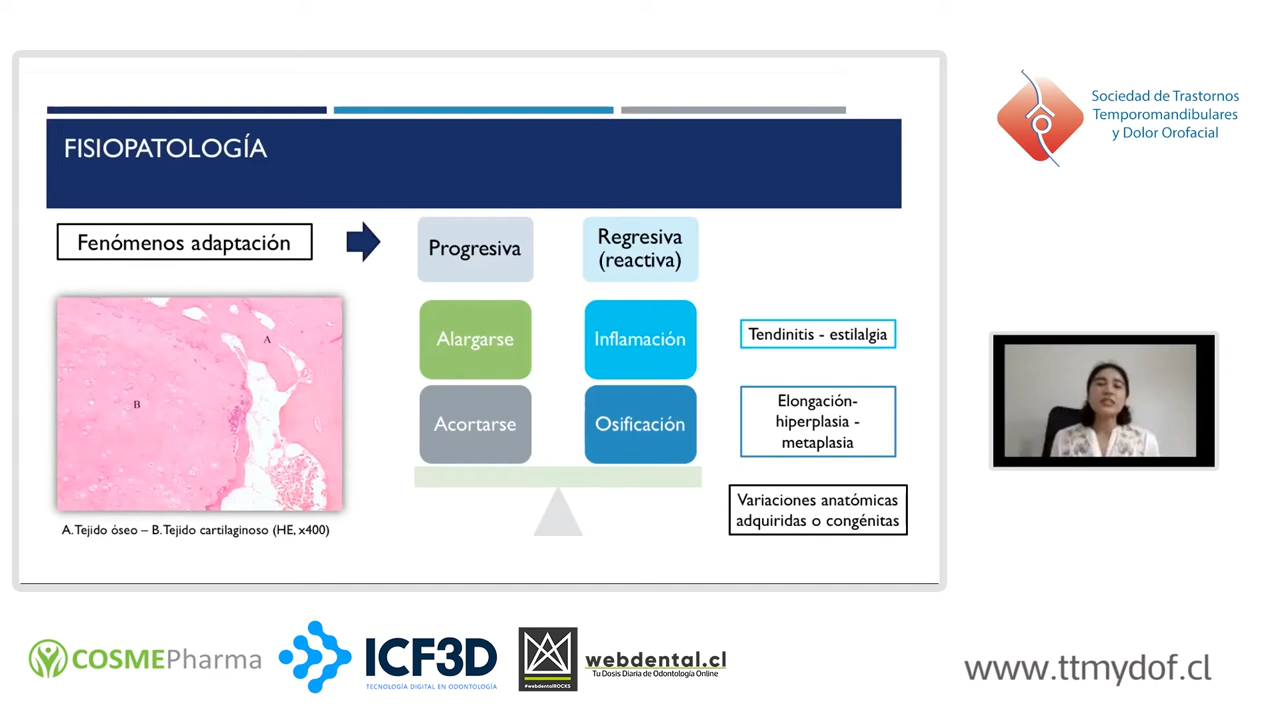 Sociedad de Trastornos
Temporomandibulares
y Dolor Orofacial
FISIOPATOLOGÍA
Fenómenos adaptación
Progresiva
Regresiva
(reactiva)
Alargarse
Inflamación
Tendinitis - estilalgia
A
B
Acortarse
Osificación
Elongación-
hiperplasia -
metaplasia
Variaciones anatómicas
adquiridas o congénitas
A. Tejido óseo – B. Tejido cartilaginoso (HE, x400)
COSMEPharma
ICF3D
TECNOLOGÍA DIGITAL EN ODONTOLOGÍA
#webdentalROCKS
webdental.cl
Tu Dosis Diaria de Odontología Online
www.ttmydof.cl